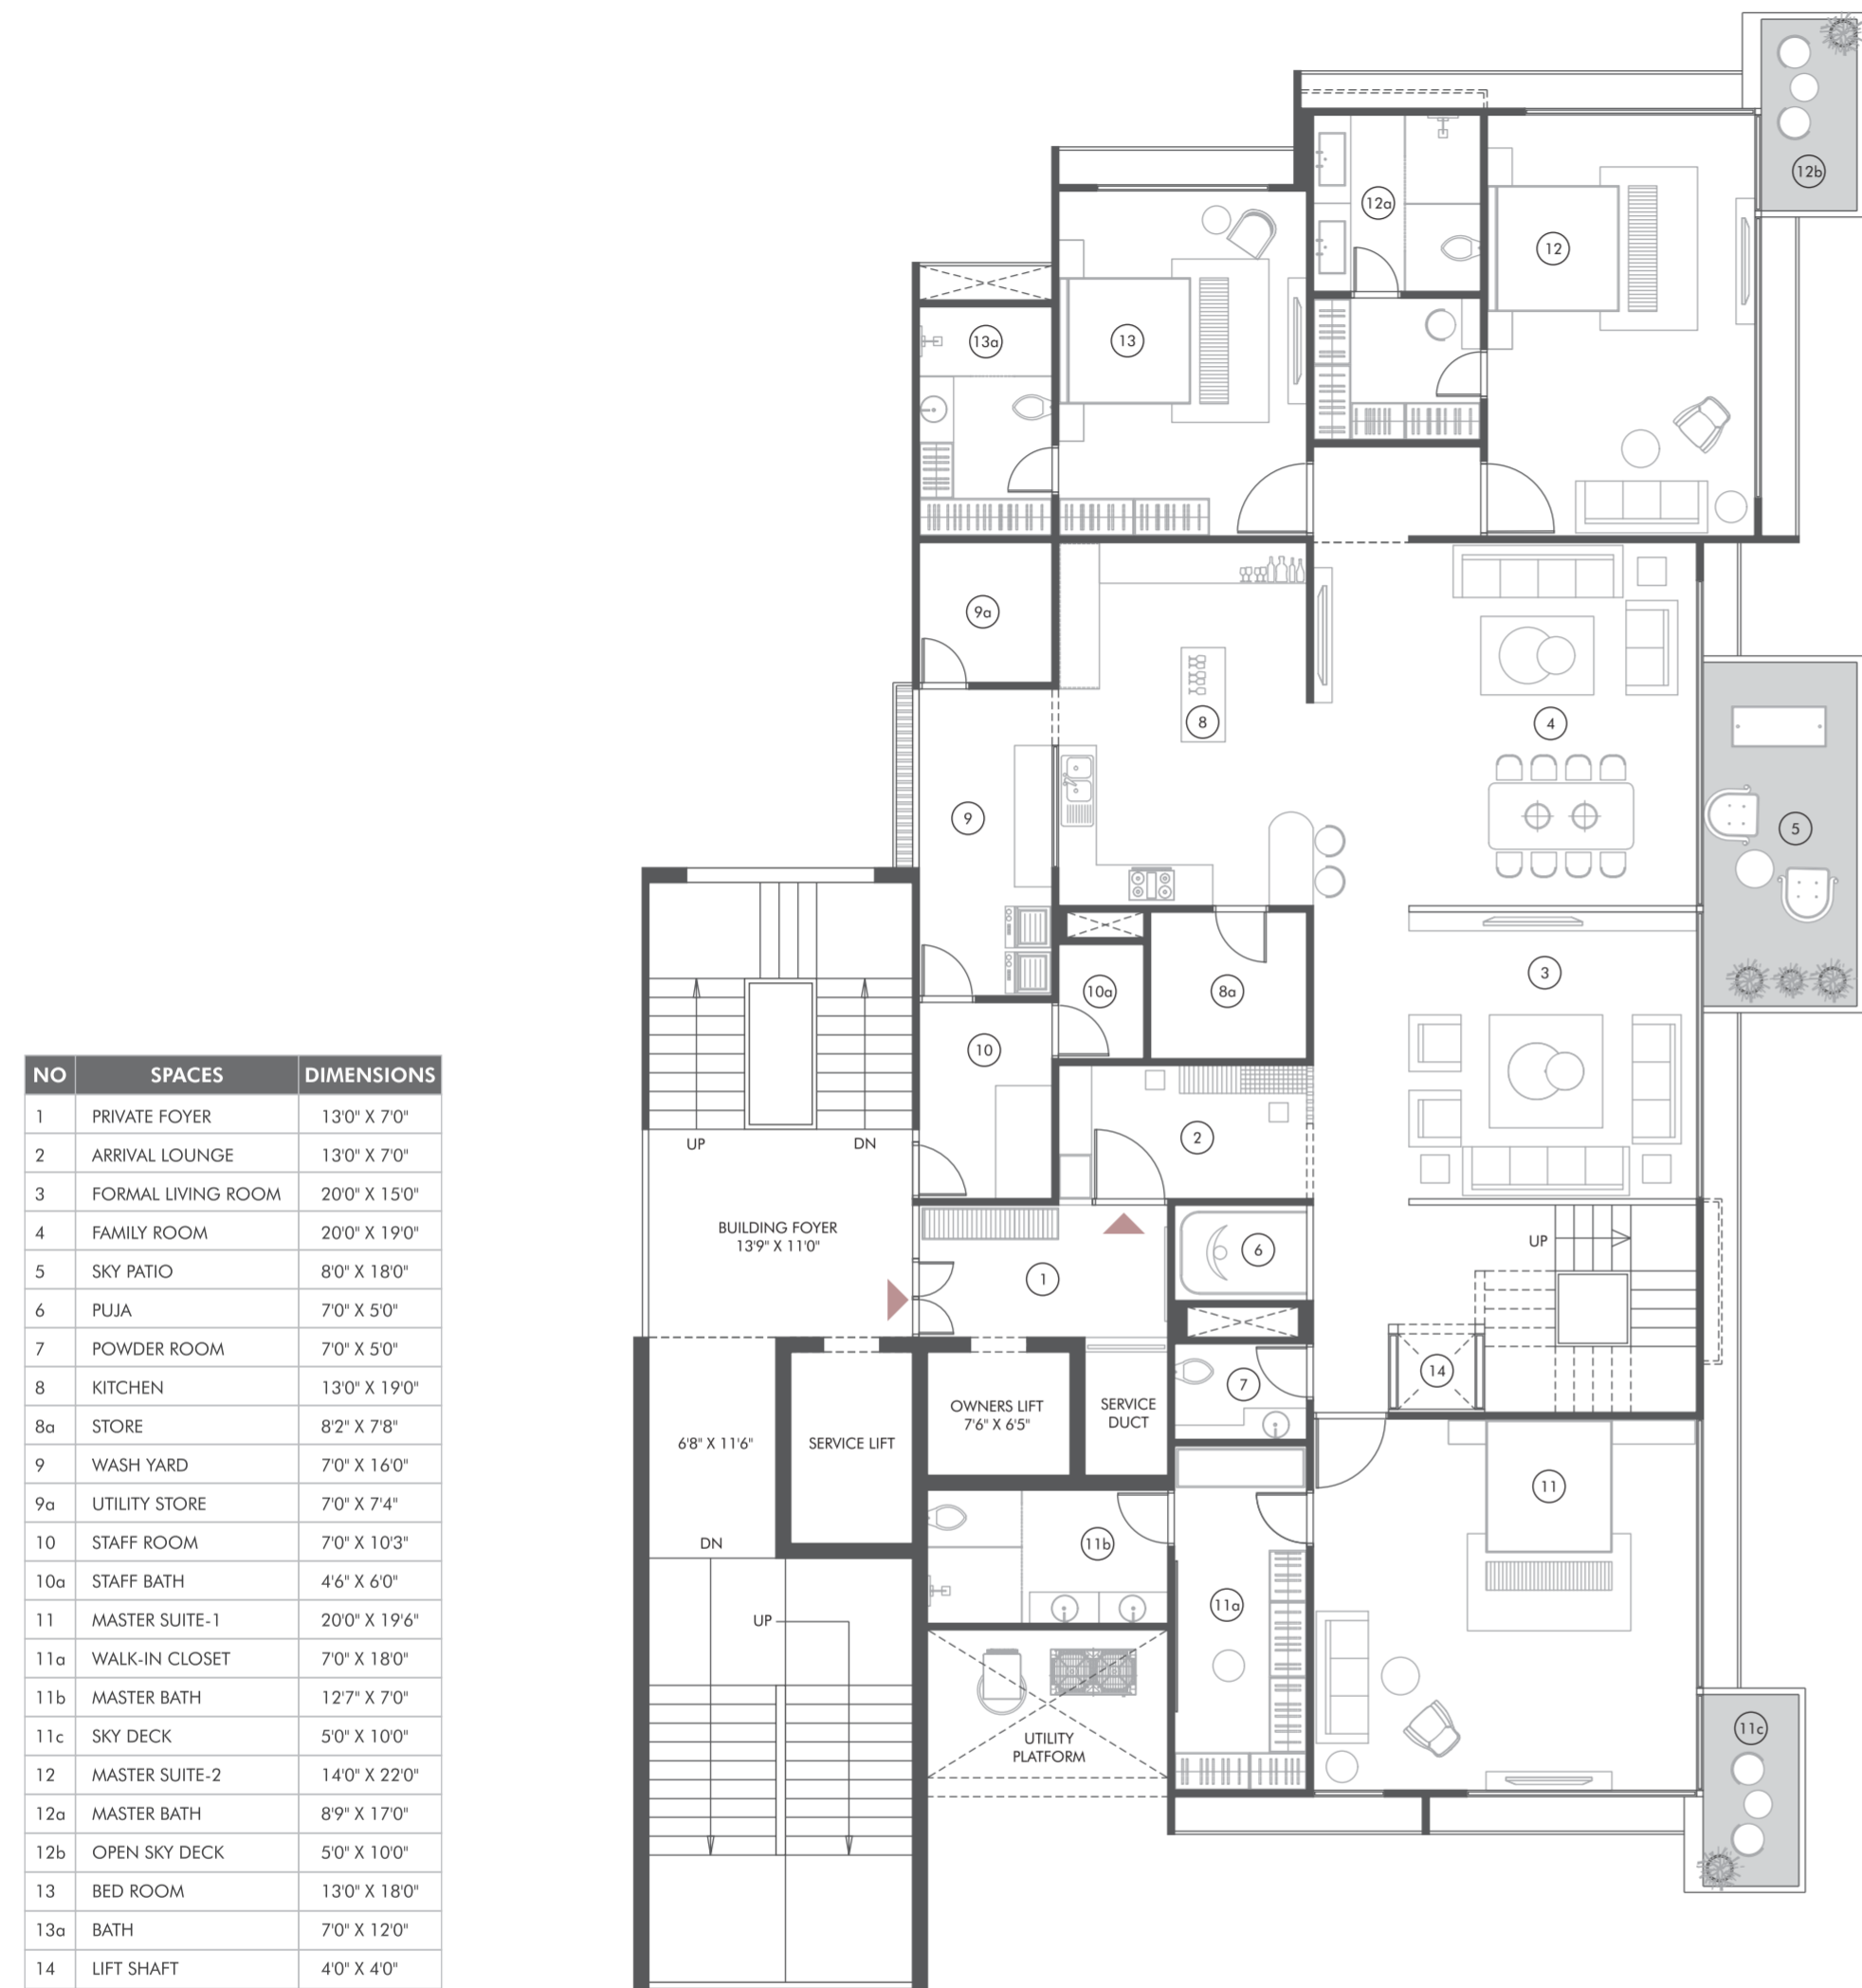 12b
12a
12
13a
13
9a
8
4
9
5
3
10a
8a
10
2
UP
DN
BUILDING FOYER
13'9" X 11'0"
UP
6
1
14
7
OWNERS LIFT
7'6" X 6'5"
SERVICE
DUCT
6'8" X 11'6"
SERVICE LIFT
11
DN
11b
11a
UP
UTILITY
PLATFORM
11c
NO SPACES DIMENSIONS
1 PRIVATE FOYER 13'0" X 7'0"
2 ARRIVAL LOUNGE 13'0" X 7'0"
3 FORMAL LIVING ROOM 20'0" X 15'0"
4 FAMILY ROOM 20'0" X 19'0"
5 SKY PATIO 8'0" X 18'0"
6 PUJA 7'0" X 5'0"
7 POWDER ROOM 7'0" X 5'0"
8 KITCHEN 13'0" X 19'0"
8a STORE 8'2" X 7'8"
9 WASH YARD 7'0" X 16'0"
9a UTILITY STORE 7'0" X 7'4"
10 STAFF ROOM 7'0" X 10'3"
10a STAFF BATH 4'6" X 6'0"
11 MASTER SUITE-1 20'0" X 19'6"
11a WALK-IN CLOSET 7'0" X 18'0"
11b MASTER BATH 12'7" X 7'0"
11c SKY DECK 5'0" X 10'0"
12 MASTER SUITE-2 14'0" X 22'0"
12a MASTER BATH 8'9" X 17'0"
12b OPEN SKY DECK 5'0" X 10'0"
13 BED ROOM 13'0" X 18'0"
13a BATH 7'0" X 12'0"
14 LIFT SHAFT 4'0" X 4'0"